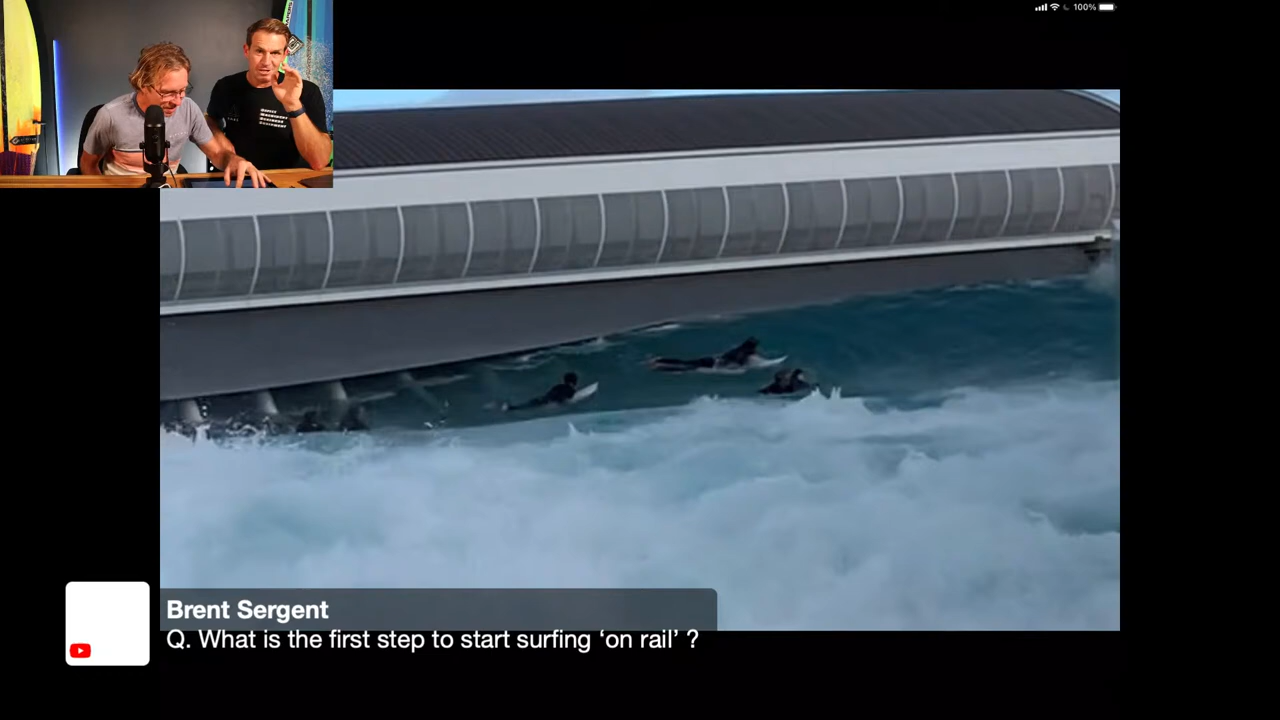 100%
Brent Sergent
Q. What is the first step to start surfing ‘on rail’ ?